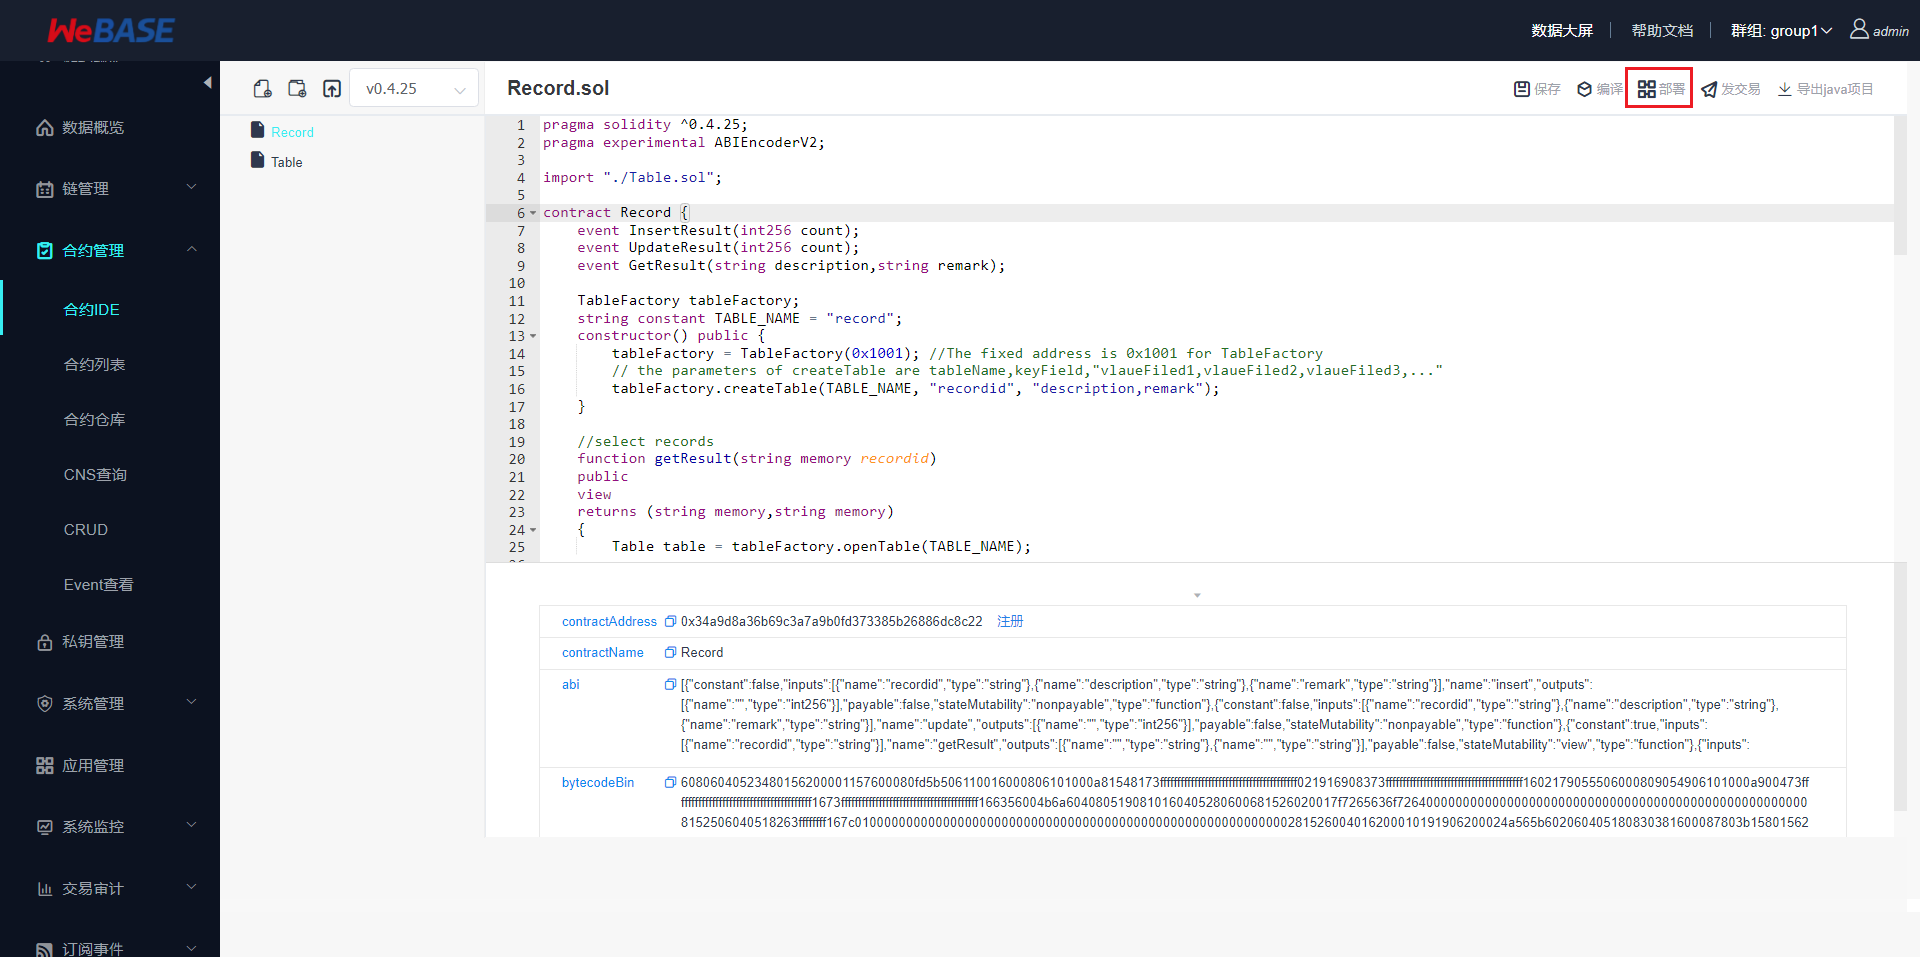 WeBASE
数据大屏 帮助文档 群组: group1 admin
数据概览
链管理
合约管理
合约IDE
合约列表
合约仓库
CNS查询
CRUD
Event查看
私钥管理
系统管理
应用管理
系统监控
交易审计
订阅事件
v0.4.25
Record
Table
Record.sol
保存 编译 部署 发交易 导出java项目
1 pragma solidity ^0.4.25;
2 pragma experimental ABIEncoderV2;
3
4 import "./Table.sol";
5
6 contract Record {
7 event InsertResult(int256 count);
8 event UpdateResult(int256 count);
9 event GetResult(string description,string remark);
10
11 TableFactory tableFactory;
12 string constant TABLE_NAME = "record";
13 constructor() public {
14 tableFactory = TableFactory(0x1001); //The fixed address is 0x1001 for TableFactory
15 // the parameters of createTable are tableName,keyField,"vlaueFiled1,vlaueFiled2,vlaueFiled3,..."
16 tableFactory.createTable(TABLE_NAME, "recordid", "description,remark");
17 }
18
19 //select records
20 function getResult(string memory recordid)
21 public
22 view
23 returns (string memory,string memory)
24 {
25 Table table = tableFactory.openTable(TABLE_NAME);
contractAddress 0x34a9d8a36b69c3a7a9b0fd373385b26886dc8c22 注册
contractName Record
abi [{"constant":false,"inputs":[{"name":"recordid","type":"string"},{"name":"description","type":"string"},{"name":"remark","type":"string"}],"name":"insert","outputs":
[{"name":"","type":"int256"}],"payable":false,"stateMutability":"nonpayable","type":"function"},{"constant":false,"inputs":[{"name":"recordid","type":"string"},{"name":"description","type":"string"},
{"name":"remark","type":"string"}],"name":"update","outputs":[{"name":"","type":"int256"}],"payable":false,"stateMutability":"nonpayable","type":"function"},{"constant":true,"inputs":
[{"name":"recordid","type":"string"}],"name":"getResult","outputs":[{"name":"","type":"string"},{"name":"","type":"string"}],"payable":false,"stateMutability":"view","type":"function"},{"inputs":
bytecodeBin